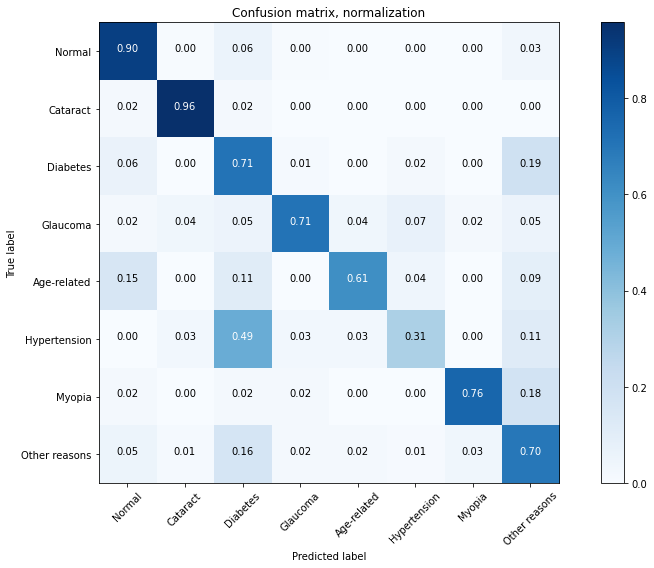 Confusion matrix, normalization
Normal 0.90 0.00 0.06 0.00 0.00 0.00 0.00 0.03
Cataract 0.02 0.96 0.02 0.00 0.00 0.00 0.00 0.00
Diabetes 0.06 0.00 0.71 0.01 0.00 0.02 0.00 0.19
Glaucoma 0.02 0.04 0.05 0.71 0.04 0.07 0.02 0.05
Age-related 0.15 0.00 0.11 0.00 0.61 0.04 0.00 0.09
Hypertension 0.00 0.03 0.49 0.03 0.03 0.31 0.00 0.11
Myopia 0.02 0.00 0.02 0.02 0.00 0.00 0.76 0.18
Other reasons 0.05 0.01 0.16 0.02 0.02 0.01 0.03 0.70
True label
Normal Cataract Diabetes Glaucoma Age-related Hypertension Myopia Other reasons
Predicted label
0.8
0.6
0.4
0.2
0.0